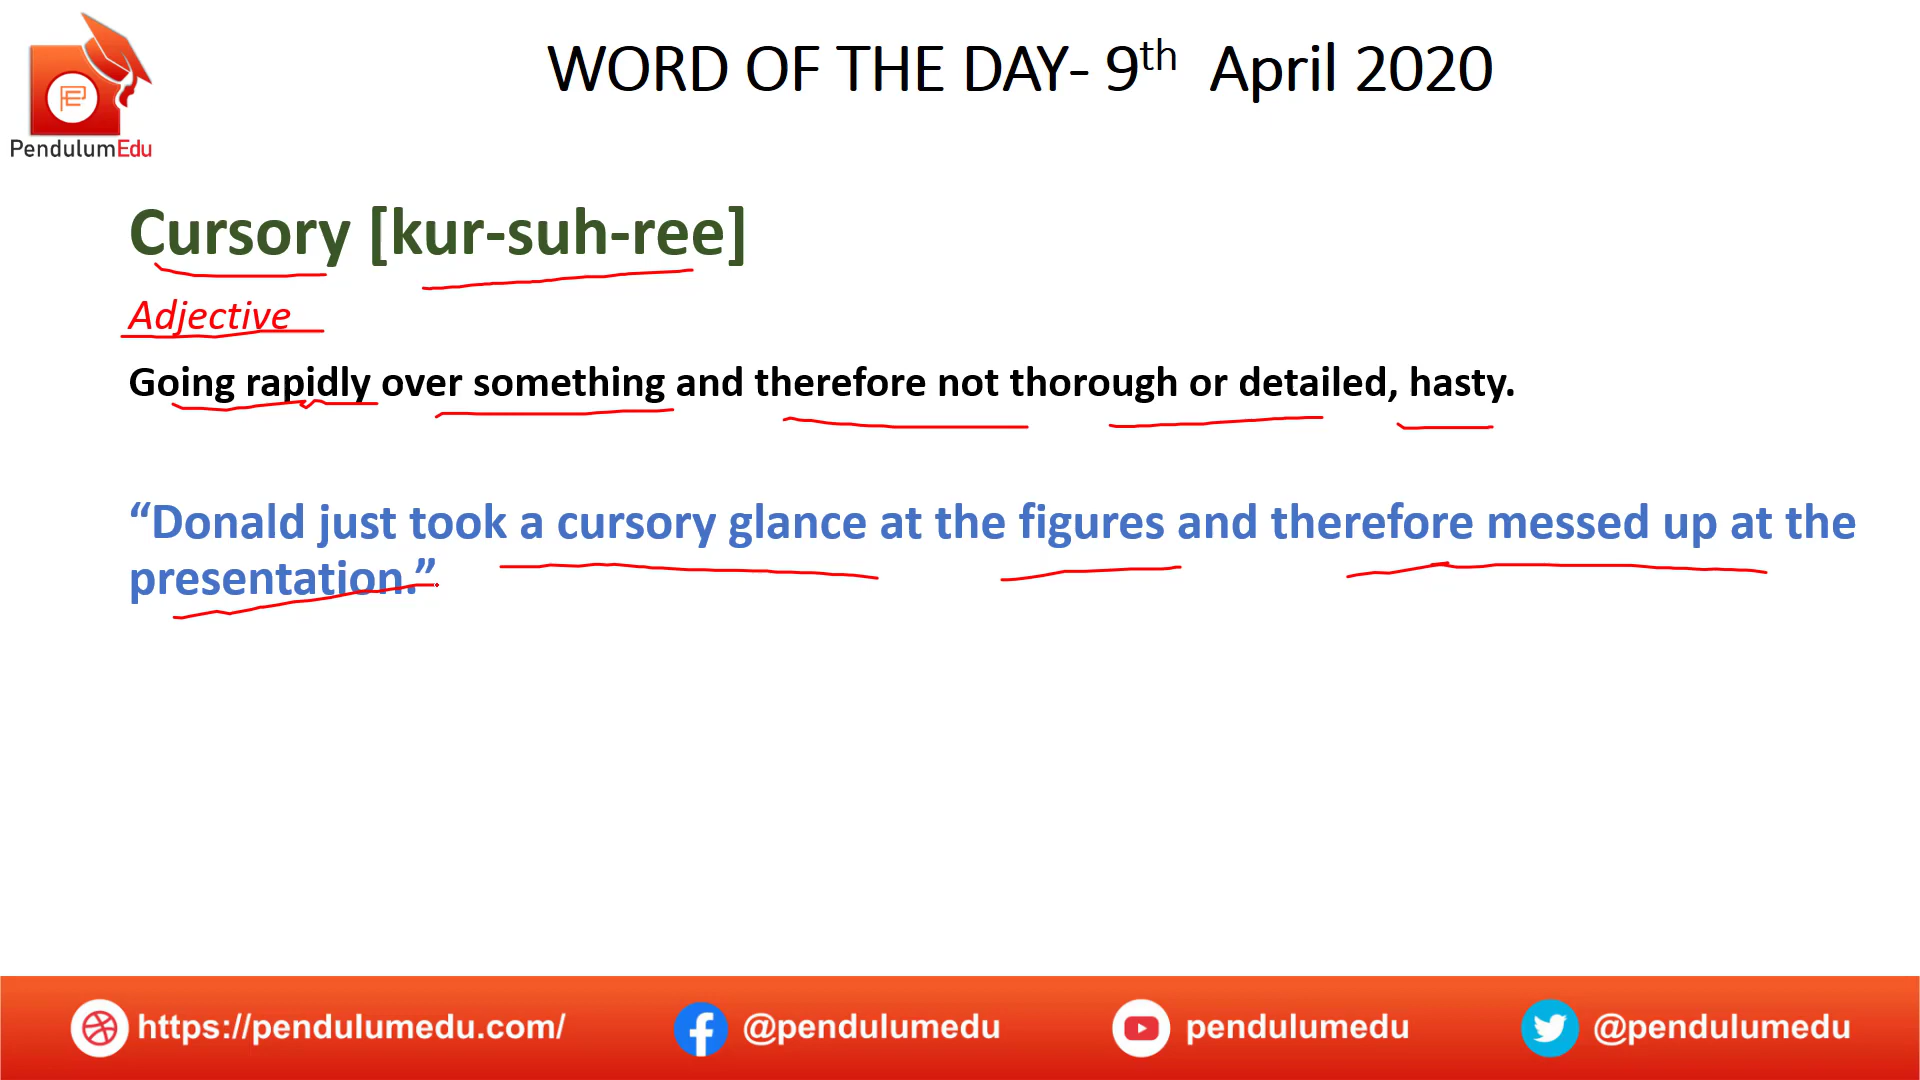 WORD OF THE DAY- 9th April 2020
PendulumEdu
Cursory [kur-suh-ree]
Adjective
Going rapidly over something and therefore not thorough or detailed, hasty.
“Donald just took a cursory glance at the figures and therefore messed up at the
presentation.”
https://pendulumedu.com/ @pendulumedu pendulumedu @pendulumedu